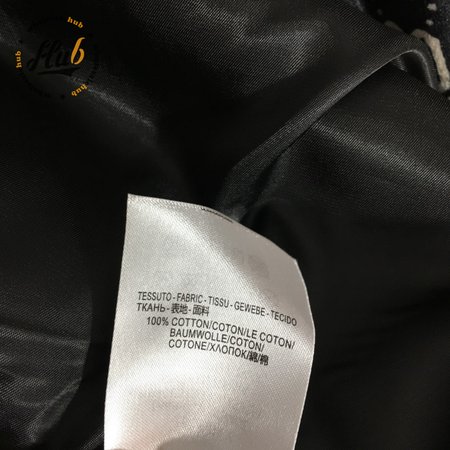 hub
Hub
hub
TESSUTO - FABRIC - TISSU - GEWEBE - TECIDO
ТКАНЬ - 表地 - 面料
100% COTTON/COTON/LE COTON/
BAUMWOLLE/COTON/
COTONE/ХЛОПОК/綿/棉